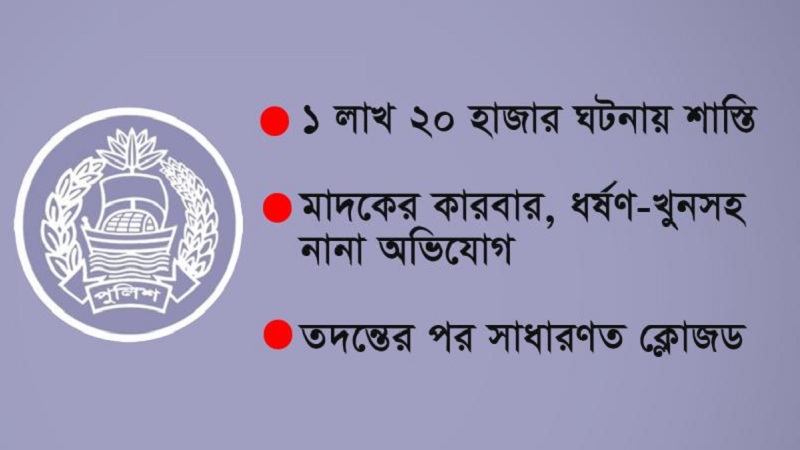 ১ লাখ ২০ হাজার ঘটনায় শাস্তি
মাদকের কারবার, ধর্ষণ-খুনসহ
নানা অভিযোগ
তদন্তের পর সাধারণত ক্লোজড
পুলিশ